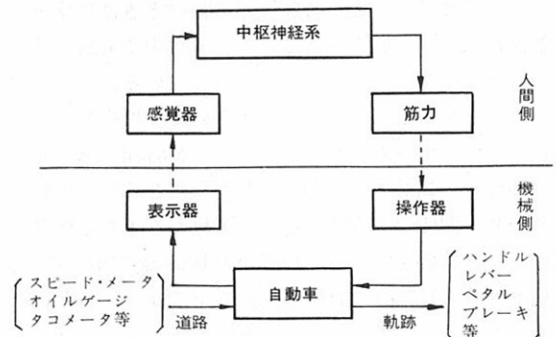 中枢神経系
感覚器
筋力
人間側
表示器
操作器
機械側
スピード・メータ
オイルゲージ
タコメータ等
自動車
道路
軌跡
ハンドル
レバー
ペタル
ブレーキ
等